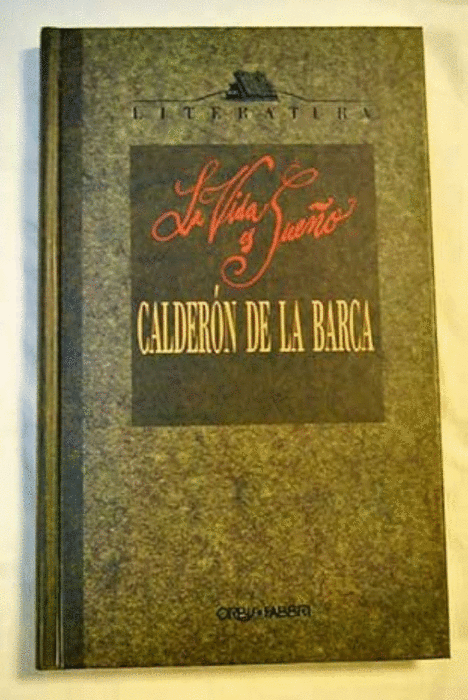 LITERATURA
La Vida
es Sueño
CALDERÓN DE LA BARCA
ORBIS•FABBRI